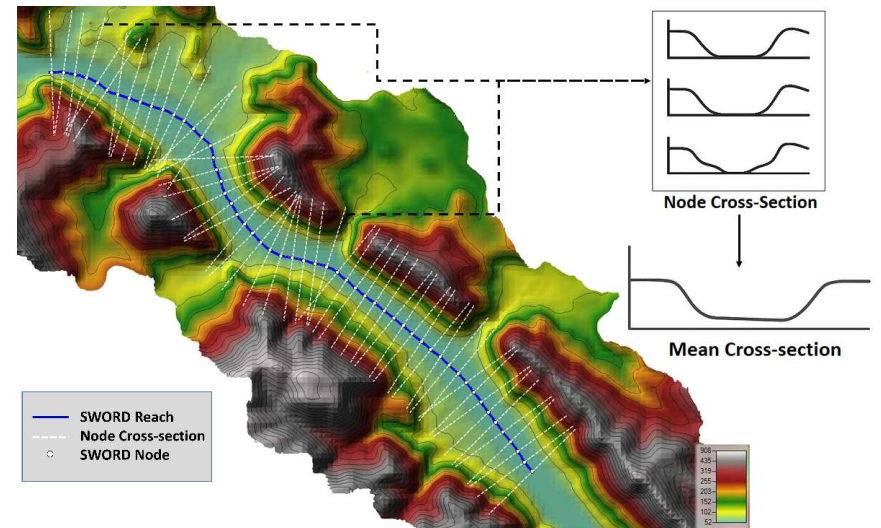 Node Cross-Section
Mean Cross-section
SWORD Reach
Node Cross-section
SWORD Node
908
435
319
255
203
152
102
52